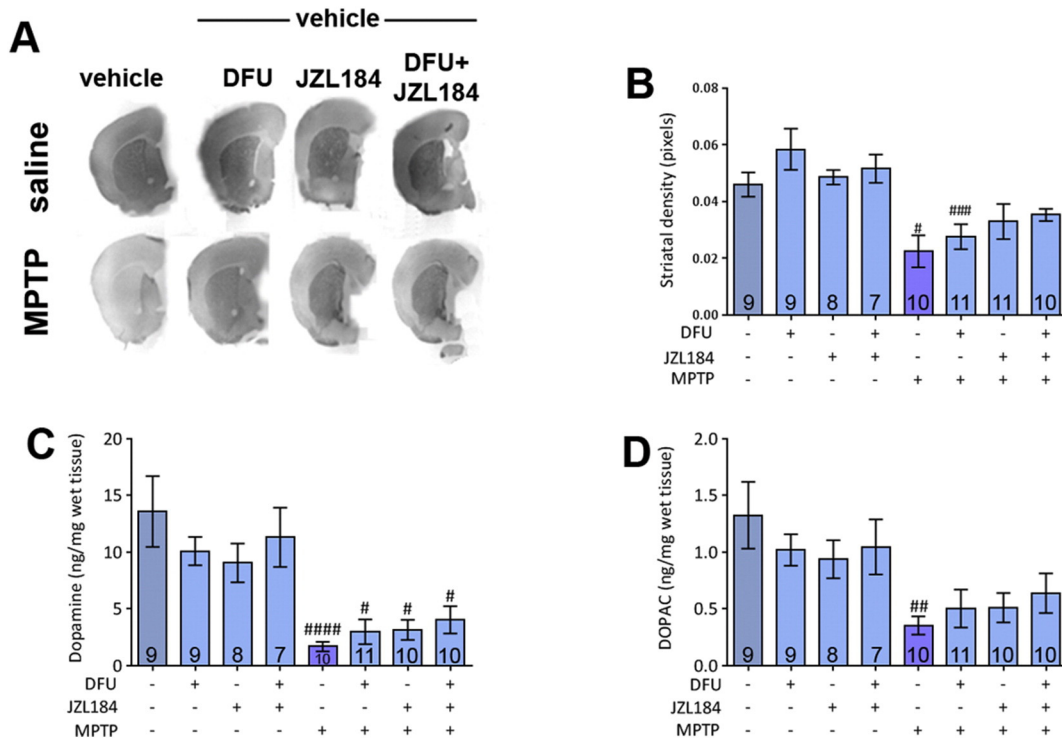 A
vehicle
vehicle
DFU
JZL184
DFU+
JZL184
saline
MPTP
B
Striatal density (pixels)
0.08
0.06
0.04
0.02
0.00
#
###
9 9 8 7 10 11 11 10
DFU - + - + - + - +
JZL184 - - + + - - + +
MPTP - - - - + + + +
C
Dopamine (ng/mg wet tissue)
20
15
10
5
0
####
#
#
#
9 9 8 7 10 11 10 10
DFU - + - + - + - +
JZL184 - - + + - - + +
MPTP - - - - + + + +
D
DOPAC (ng/mg wet tissue)
2.0
1.5
1.0
0.5
0.0
##
9 9 8 7 10 11 10 10
DFU - + - + - + - +
JZL184 - - + + - - + +
MPTP - - - - + + + +